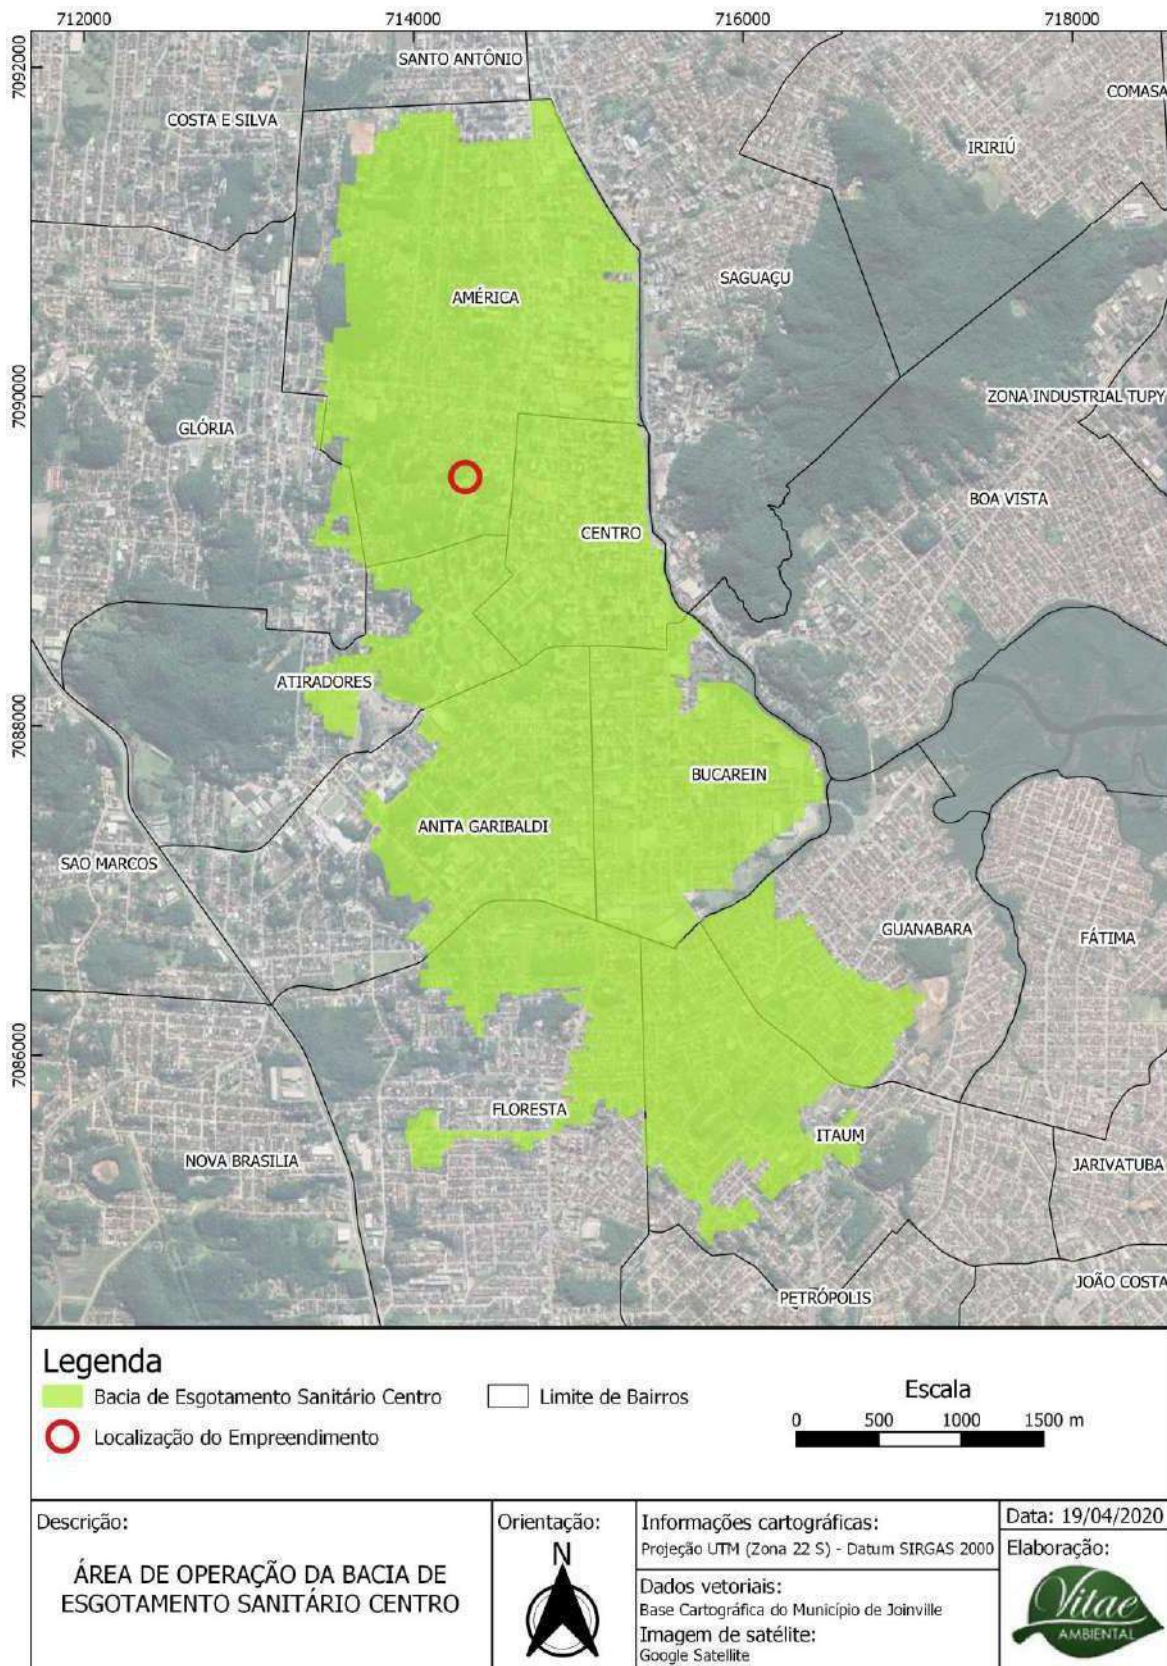 712000
714000
716000
718000
7092000
7090000
7088000
7086000
SANTO ANTÔNIO
COSTA E SILVA
COMASA
IRIRIÚ
SAGUAÇU
AMÉRICA
ZONA INDUSTRIAL TUPY
GLÓRIA
BOA VISTA
CENTRO
ATIRADORES
BUCAREIN
ANITA GARIBALDI
SAO MARCOS
GUANABARA
FÁTIMA
FLORESTA
ITAUM
NOVA BRASILIA
JARIVATUBA
JOÃO COSTA
PETRÓPOLIS
Legenda
Bacia de Esgotamento Sanitário Centro
Limite de Bairros
Localização do Empreendimento
Escala
0 500 1000 1500 m
Descrição:
ÁREA DE OPERAÇÃO DA BACIA DE
ESGOTAMENTO SANITÁRIO CENTRO
Orientação:
N
Informações cartográficas:
Projeção UTM (Zona 22 S) - Datum SIRGAS 2000
Dados vetoriais:
Base Cartográfica do Município de Joinville
Imagem de satélite:
Google Satellite
Data: 19/04/2020
Elaboração:
Vitae
AMBIENTAL